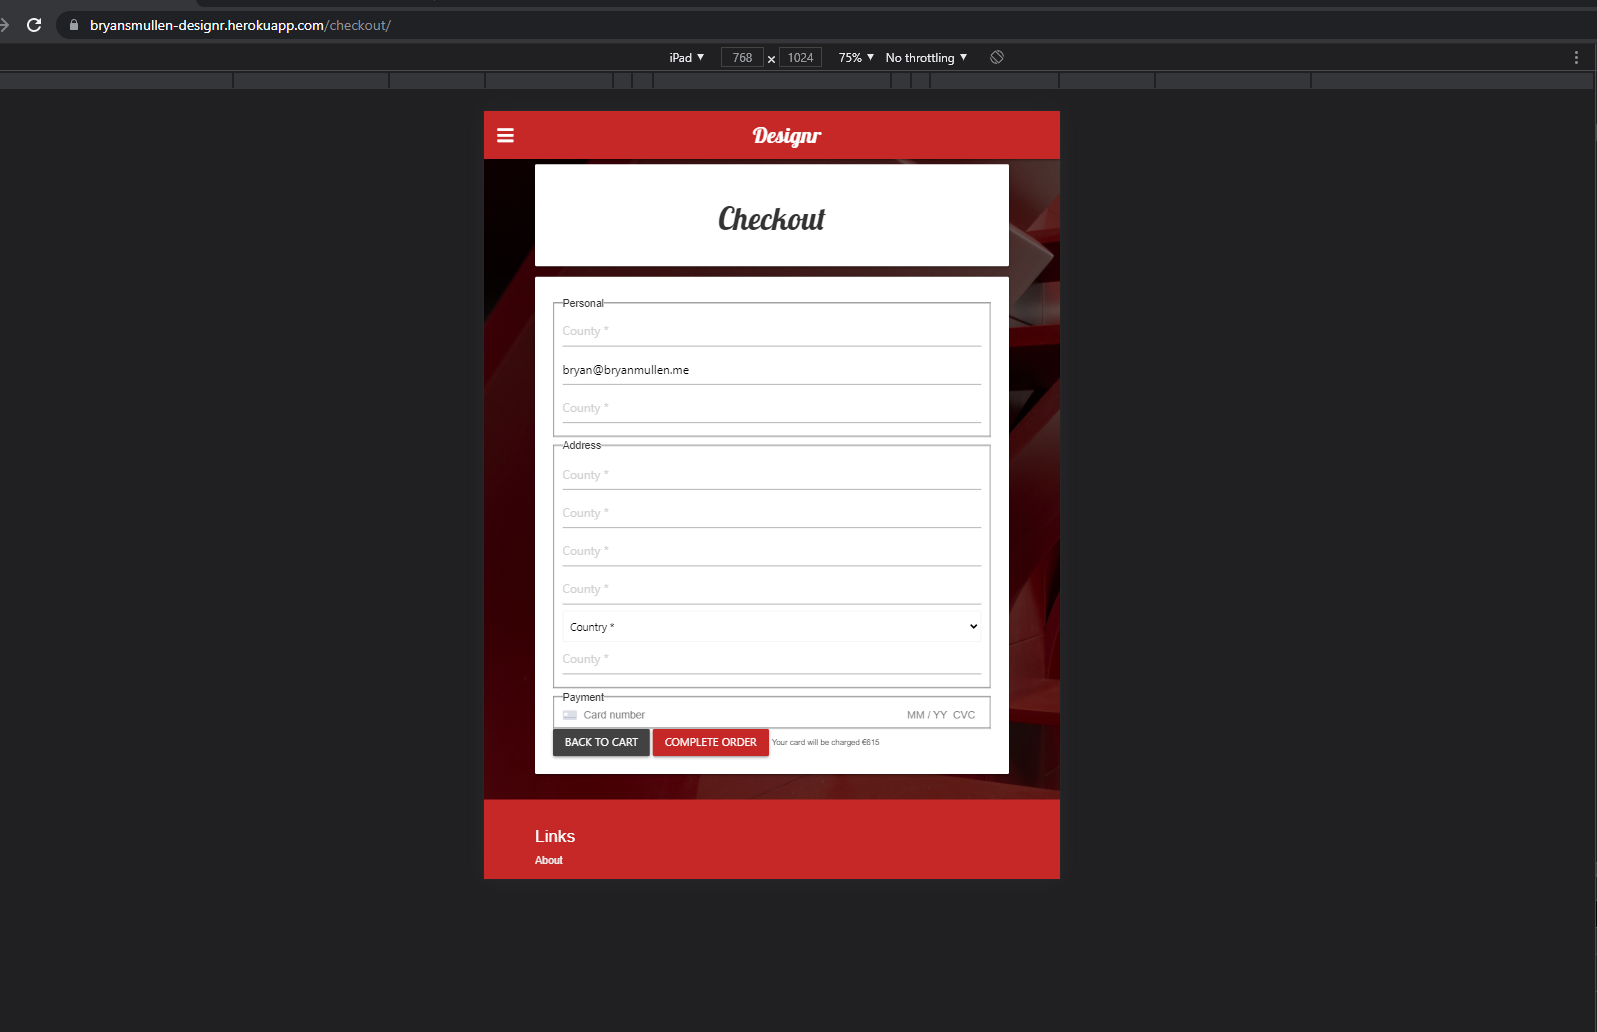 bryansmullen-designr.herokuapp.com/checkout/
iPad ▼ 768 × 1024 75% ▼ No throttling ▼
Designr
Checkout
Personal
County *
bryan@bryanmullen.me
County *
Address
County *
County *
County *
County *
Country *
County *
Payment
Card number MM / YY CVC
BACK TO CART COMPLETE ORDER Your card will be charged €615
Links
About